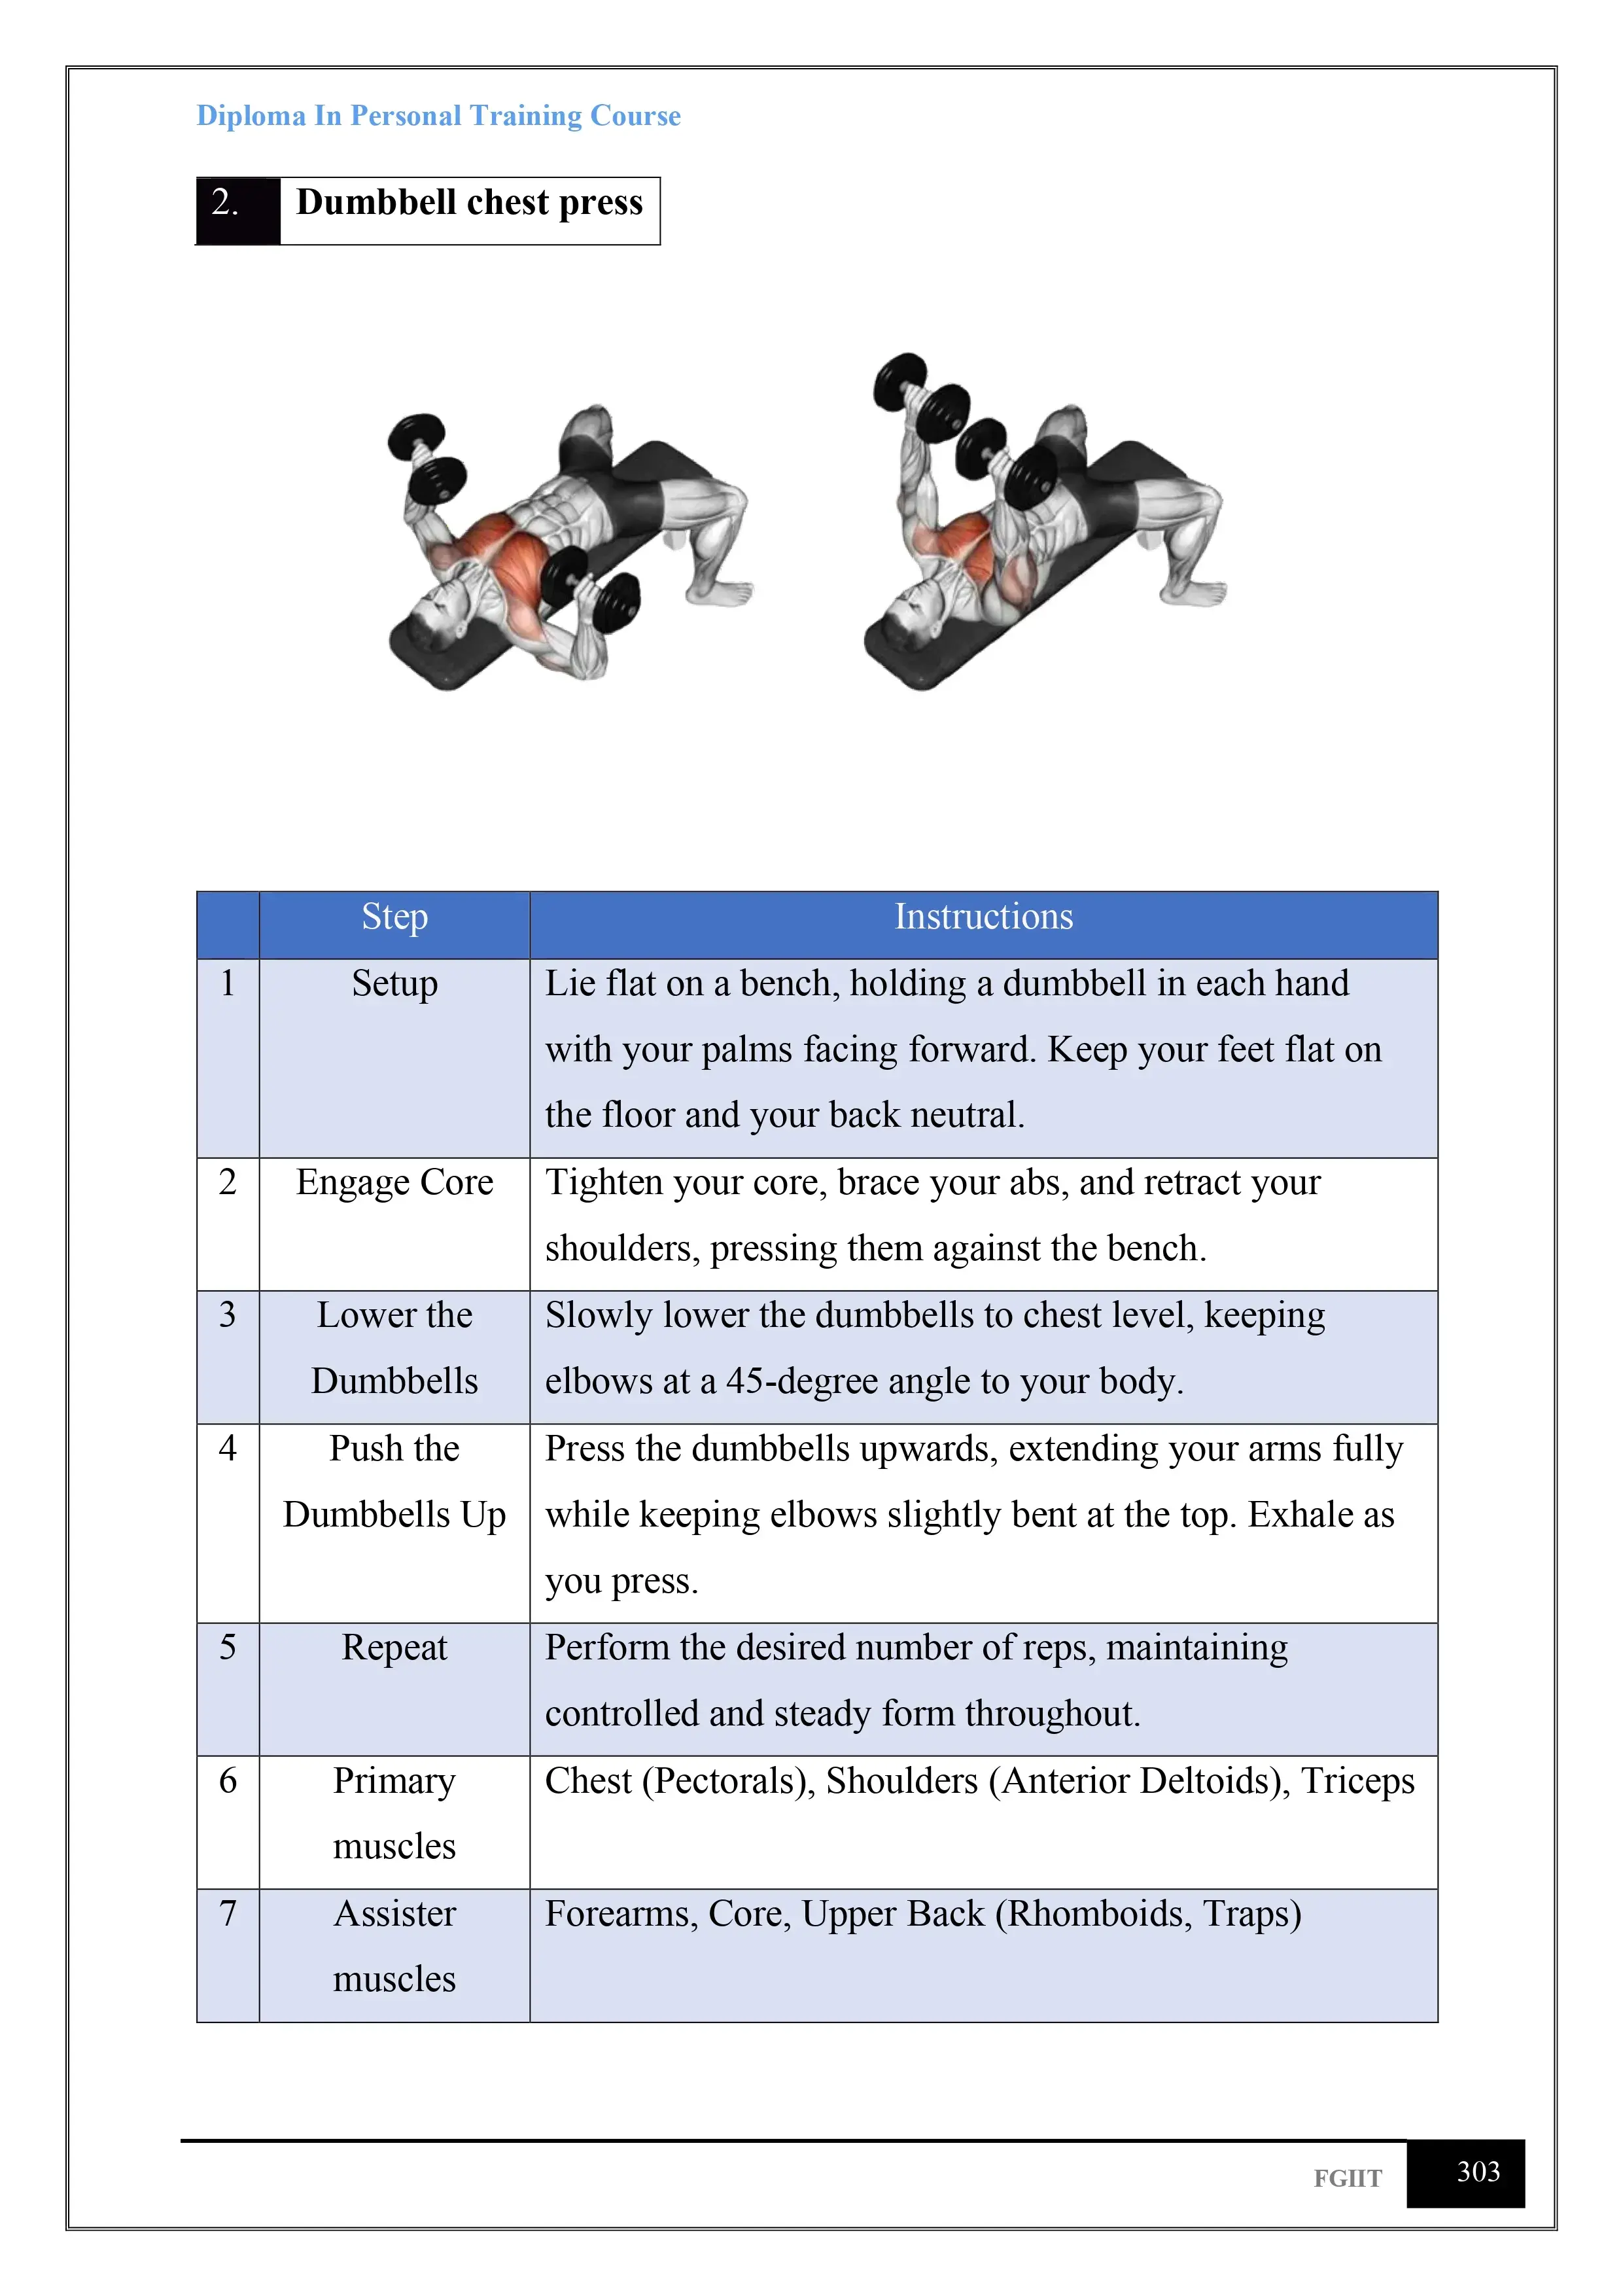 Diploma In Personal Training Course
2. Dumbbell chest press
Step Instructions
1 Setup Lie flat on a bench, holding a dumbbell in each hand
with your palms facing forward. Keep your feet flat on
the floor and your back neutral.
2 Engage Core Tighten your core, brace your abs, and retract your
shoulders, pressing them against the bench.
3 Lower the Slowly lower the dumbbells to chest level, keeping
Dumbbells elbows at a 45-degree angle to your body.
4 Push the Press the dumbbells upwards, extending your arms fully
Dumbbells Up while keeping elbows slightly bent at the top. Exhale as
you press.
5 Repeat Perform the desired number of reps, maintaining
controlled and steady form throughout.
6 Primary Chest (Pectorals), Shoulders (Anterior Deltoids), Triceps
muscles
7 Assister Forearms, Core, Upper Back (Rhomboids, Traps)
muscles
FGIIT 303